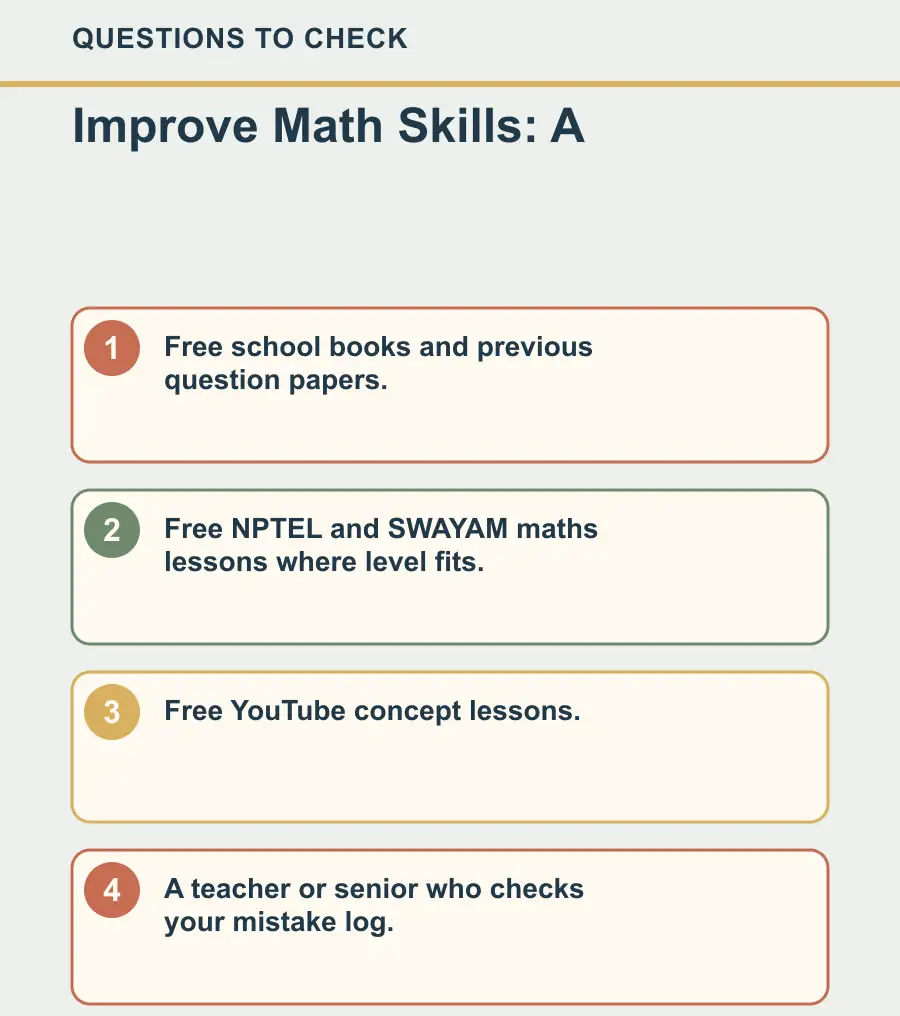 QUESTIONS TO CHECK
Improve Math Skills: A
1
Free school books and previous
question papers.
2
Free NPTEL and SWAYAM maths
lessons where level fits.
3
Free YouTube concept lessons.
4
A teacher or senior who checks
your mistake log.